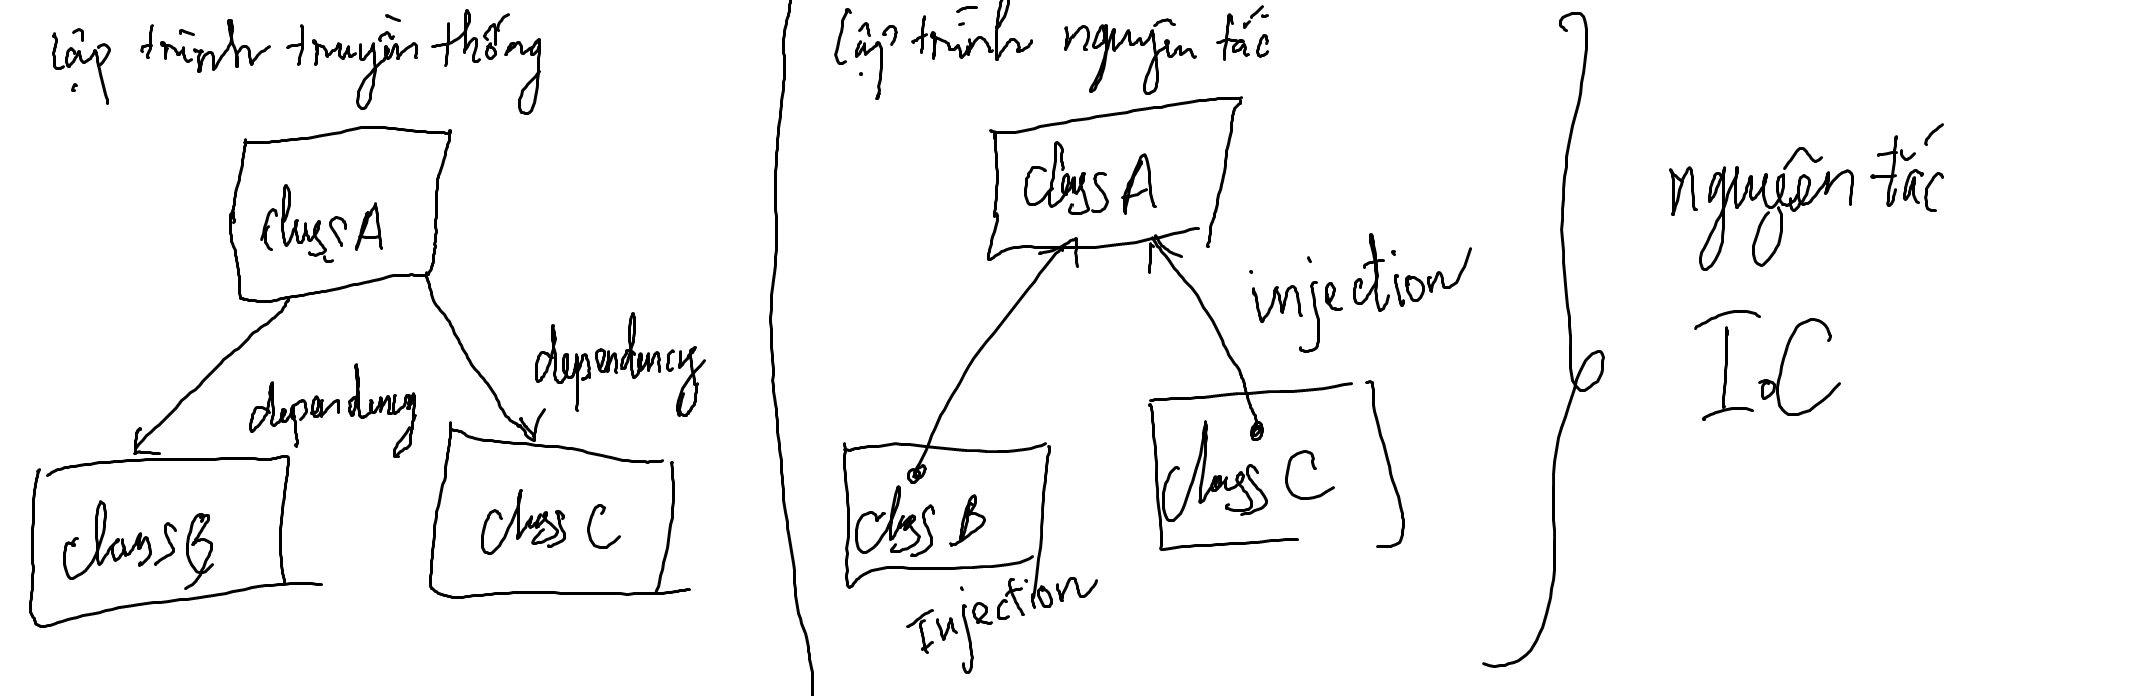 lập trình truyền thống
class A
dependency
dependency
class B
class C
lập trình nguyên tắc
class A
injection
class B
class C
Injection
nguyên tắc
IoC